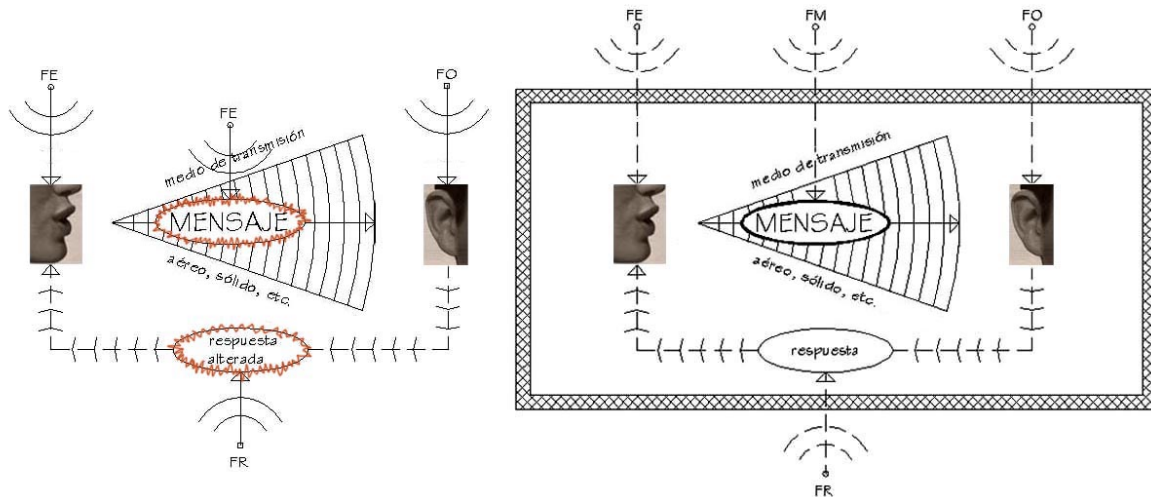 FE
FO
FE
medio de transmisión
MENSAJE
aéreo, sólido, etc.
respuesta
alterada
FR
FE
FM
FO
medio de transmisión
MENSAJE
aéreo, sólido, etc.
respuesta
FR